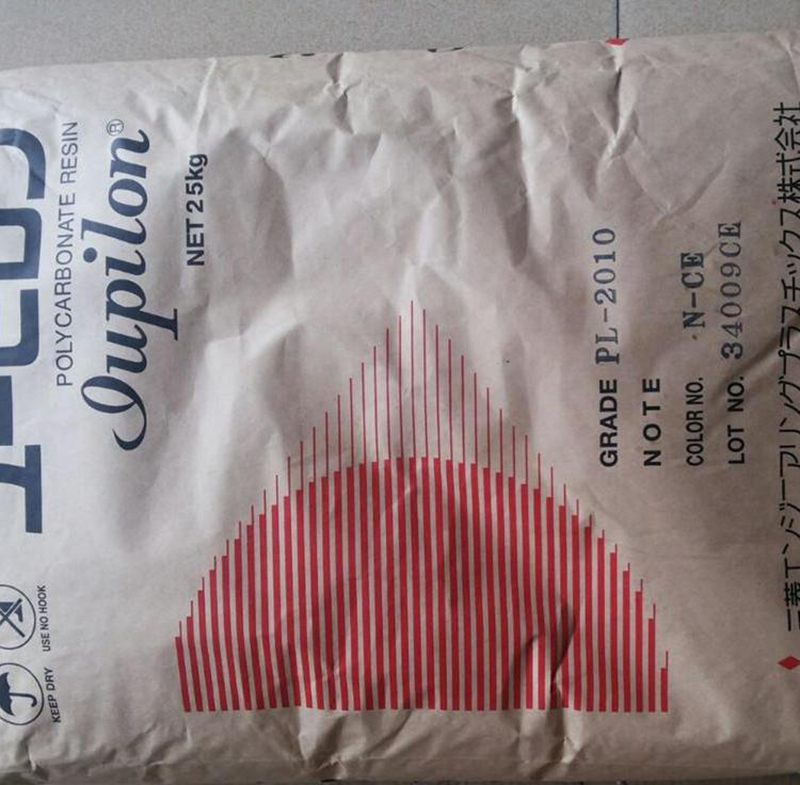 POLYCARBONATE RESIN
Iupilon®
NET 25kg
GRADE PL-2010
NOTE
COLOR NO. N-CE
LOT NO. 34009CE
三菱エンジニアリングプラスチックス株式会社
KEEP DRY
USE NO HOOK